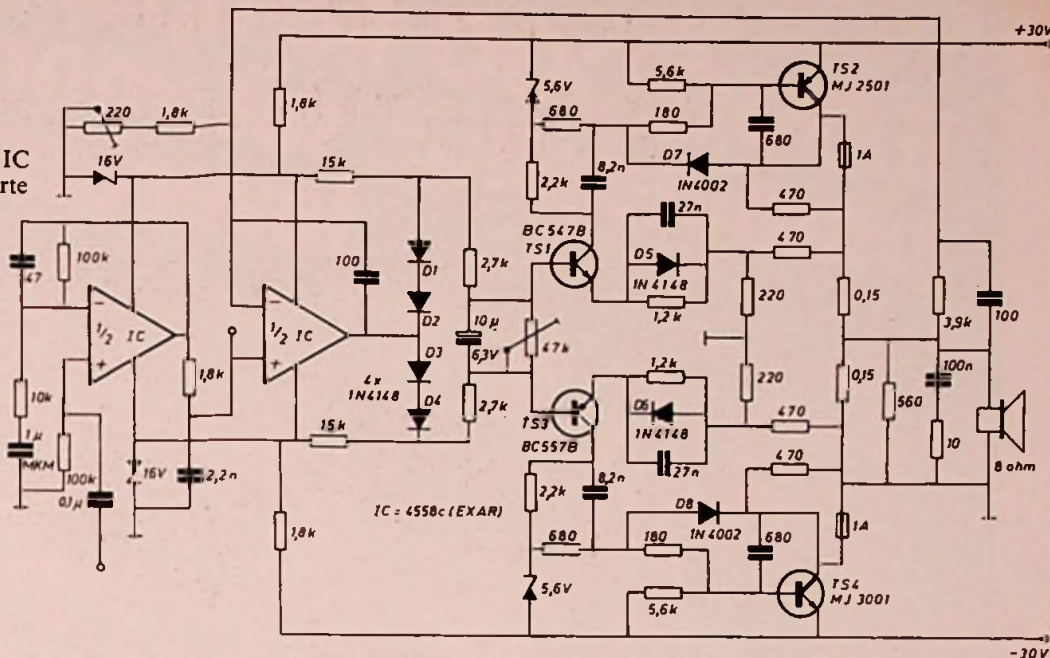 +30V
TS2
MJ 2501
5,6k
5,6V
680
180
680
1A
220
1,8k
1,8k
IC
rte
16V
15k
D7
1N4002
8,2n
2,2k
470
27n
BC547B
TS1
100k
47
100
D1
2,7k
D5
1N4148
470
1,2k
D2
10µ
6,3V
47k
220
0,15
3,9k
100
-
1/2 IC
+
-
1/2 IC
+
D3
4x
1N4148
1,8k
D4
1,2k
100n
220
0,15
560
10k
2,7k
TS3
BC557B
D6
1N4148
470
10
8 ohm
1µ
MKM
100k
0,1µ
15k
16V
2,2n
27n
470
2,2k
8,2n
IC = 4558c (EXAR)
D8
1N4002
1A
1,8k
680
180
680
5,6V
5,6k
TS4
MJ 3001
-30V